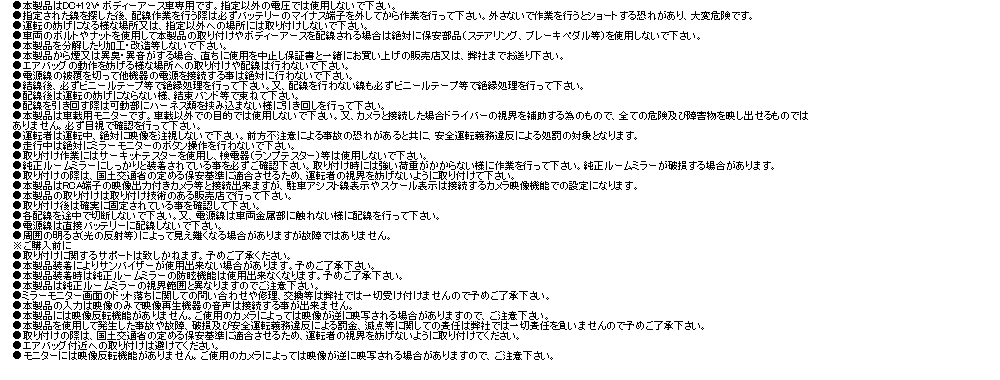 ●本製品はDC+12V・ボディーアース車専用です。指定以外の電圧では使用しないで下さい。
●指定された線を探した後、配線作業を行う際は必ずバッテリーのマイナス端子を外してから作業を行って下さい。外さないで作業を行うとショートする恐れがあり、大変危険です。
●運転の妨げになる様な場所又は、指定以外への場所には取り付けしないで下さい。
●車両のボルトやナットを使用して本製品の取り付けやボディーアースを配線される場合は絶対に保安部品(ステアリング、ブレーキペダル等)を使用しないで下さい。
●本製品を分解したり加工・改造等しないで下さい。
●本製品から煙又は異臭・異音がする場合、直ちに使用を中止し保証書と一緒にお買い上げの販売店又は、弊社までお送り下さい。
●エアバッグの動作を妨げる様な場所への取り付けや配線は行わないで下さい。
●電源線の被覆を切って他機器の電源を接続する事は絶対に行わないで下さい。
●結線後、必ずビニールテープ等で絶縁処理を行って下さい。又、配線を行わない線も必ずビニールテープ等で絶縁処理を行って下さい。
●配線後は運転の妨げにならない様、結束バンド等で束ねて下さい。
●配線を引き回す際は可動部にハーネス類を挟み込まない様に引き回しを行って下さい。
●本製品は車載用モニターです。車載以外での目的では使用しないで下さい。又、カメラと接続した場合ドライバーの視界を補助する為のもので、全ての危険及び障害物を映し出せるものでは
ありません。必ず目視で確認を行って下さい。
●運転者は運転中、絶対に映像を注視しないで下さい。前方不注意による事故の恐れがあると共に、安全運転義務違反による処罰の対象となります。
●走行中は絶対にミラーモニターのボタン操作を行わないで下さい。
●取り付け作業にはサーキットテスターを使用し、検電器(ランプテスター)等は使用しないで下さい。
●純正ルームミラーにしっかりと装着されている事を必ずご確認下さい。取り付け時には強い荷重がかからない様に作業を行って下さい。純正ルームミラーが破損する場合があります。
●取り付けの際は、国土交通省の定める保安基準に適合させるため、運転者の視界を妨げないように取り付けて下さい。
●本製品はRCA端子の映像出力付きカメラ等と接続出来ますが、駐車アシスト線表示やスケール表示は接続するカメラ映像機能での設定になります。
●本製品の取り付けは取り付け技術のある販売店で行って下さい。
●取り付け後は確実に固定されている事を確認して下さい。
●各配線を途中で切断しないで下さい。又、電源線は車両金属部に触れない様に配線を行って下さい。
●電源線は直接バッテリーに配線しないで下さい。
●周囲の明るさ(光の反射等)によって見え難くなる場合がありますが故障ではありません。
※ご購入前に
●取り付けに関するサポートは致しかねます。予めご了承ください。
●本製品装着によりサンバイザーが使用出来ない場合があります。予めご了承下さい。
●本製品装着時は純正ルームミラーの防眩機能は使用出来なくなります。予めご了承下さい。
●本製品は純正ルームミラーの視界範囲と異なりますのでご注意下さい。
●ミラーモニター画面のドット落ちに関しての問い合わせや修理、交換等は弊社では一切受け付けませんので予めご了承下さい。
●本製品の入力は映像のみで映像再生機器の音声は接続する事が出来ません。
●本製品には映像反転機能がありません。ご使用のカメラによっては映像が逆に映写される場合がありますので、ご注意下さい。
●本製品を使用して発生した事故や故障、破損及び安全運転義務違反による罰金、減点等に関しての責任は弊社では一切責任を負いませんので予めご了承下さい。
●取り付けの際は、国土交通省の定める保安基準に適合させるため、運転者の視界を妨げないように取り付けてください。
●エアバッグ付近への取り付けは避けてください。
●モニターには映像反転機能がありません。ご使用のカメラによっては映像が逆に映写される場合がありますので、ご注意下さい。